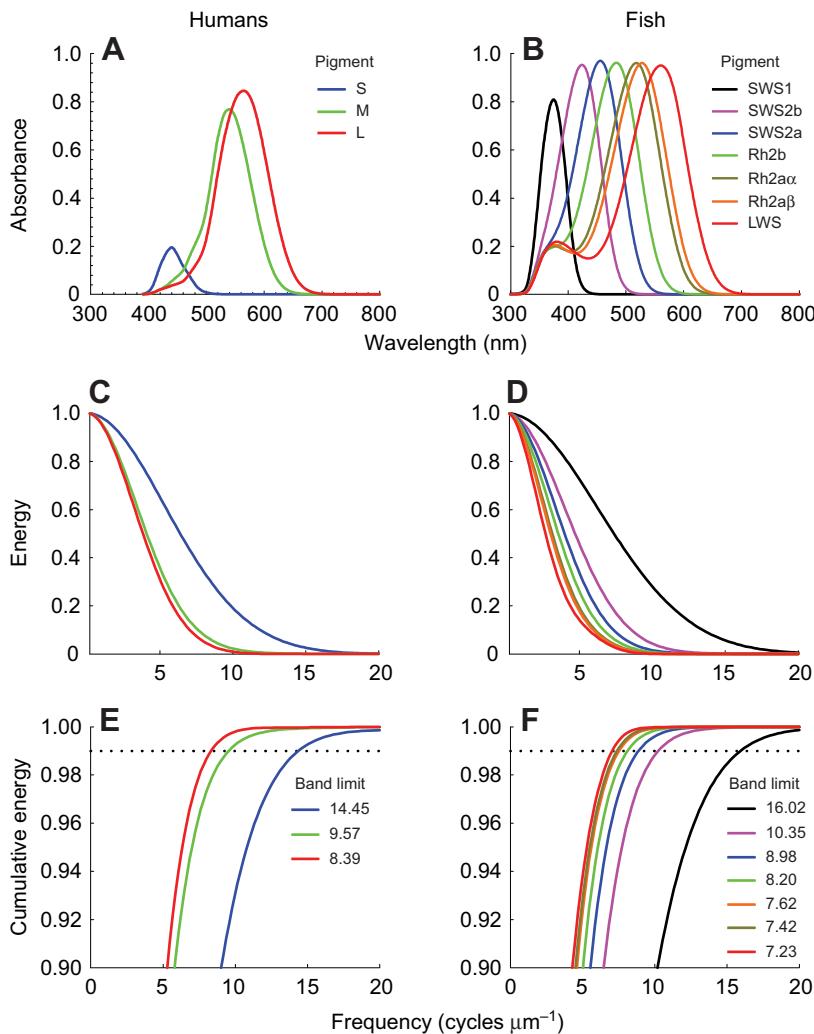 Humans
Fish
A
Pigment
S
M
L
Absorbance
1.0
0.8
0.6
0.4
0.2
0
300 400 500 600 700 800
B
Pigment
SWS1
SWS2b
SWS2a
Rh2b
Rh2aα
Rh2aβ
LWS
1.0
0.8
0.6
0.4
0.2
0
300 400 500 600 700 800
Wavelength (nm)
C
Energy
1.0
0.8
0.6
0.4
0.2
0
5 10 15 20
D
1.0
0.8
0.6
0.4
0.2
0
5 10 15 20
E
Cumulative energy
1.00
0.98
0.96
0.94
0.92
0.90
Band limit
14.45
9.57
8.39
0 5 10 15 20
F
1.00
0.98
0.96
0.94
0.92
0.90
Band limit
16.02
10.35
8.98
8.20
7.62
7.42
7.23
0 5 10 15 20
Frequency (cycles μm⁻¹)